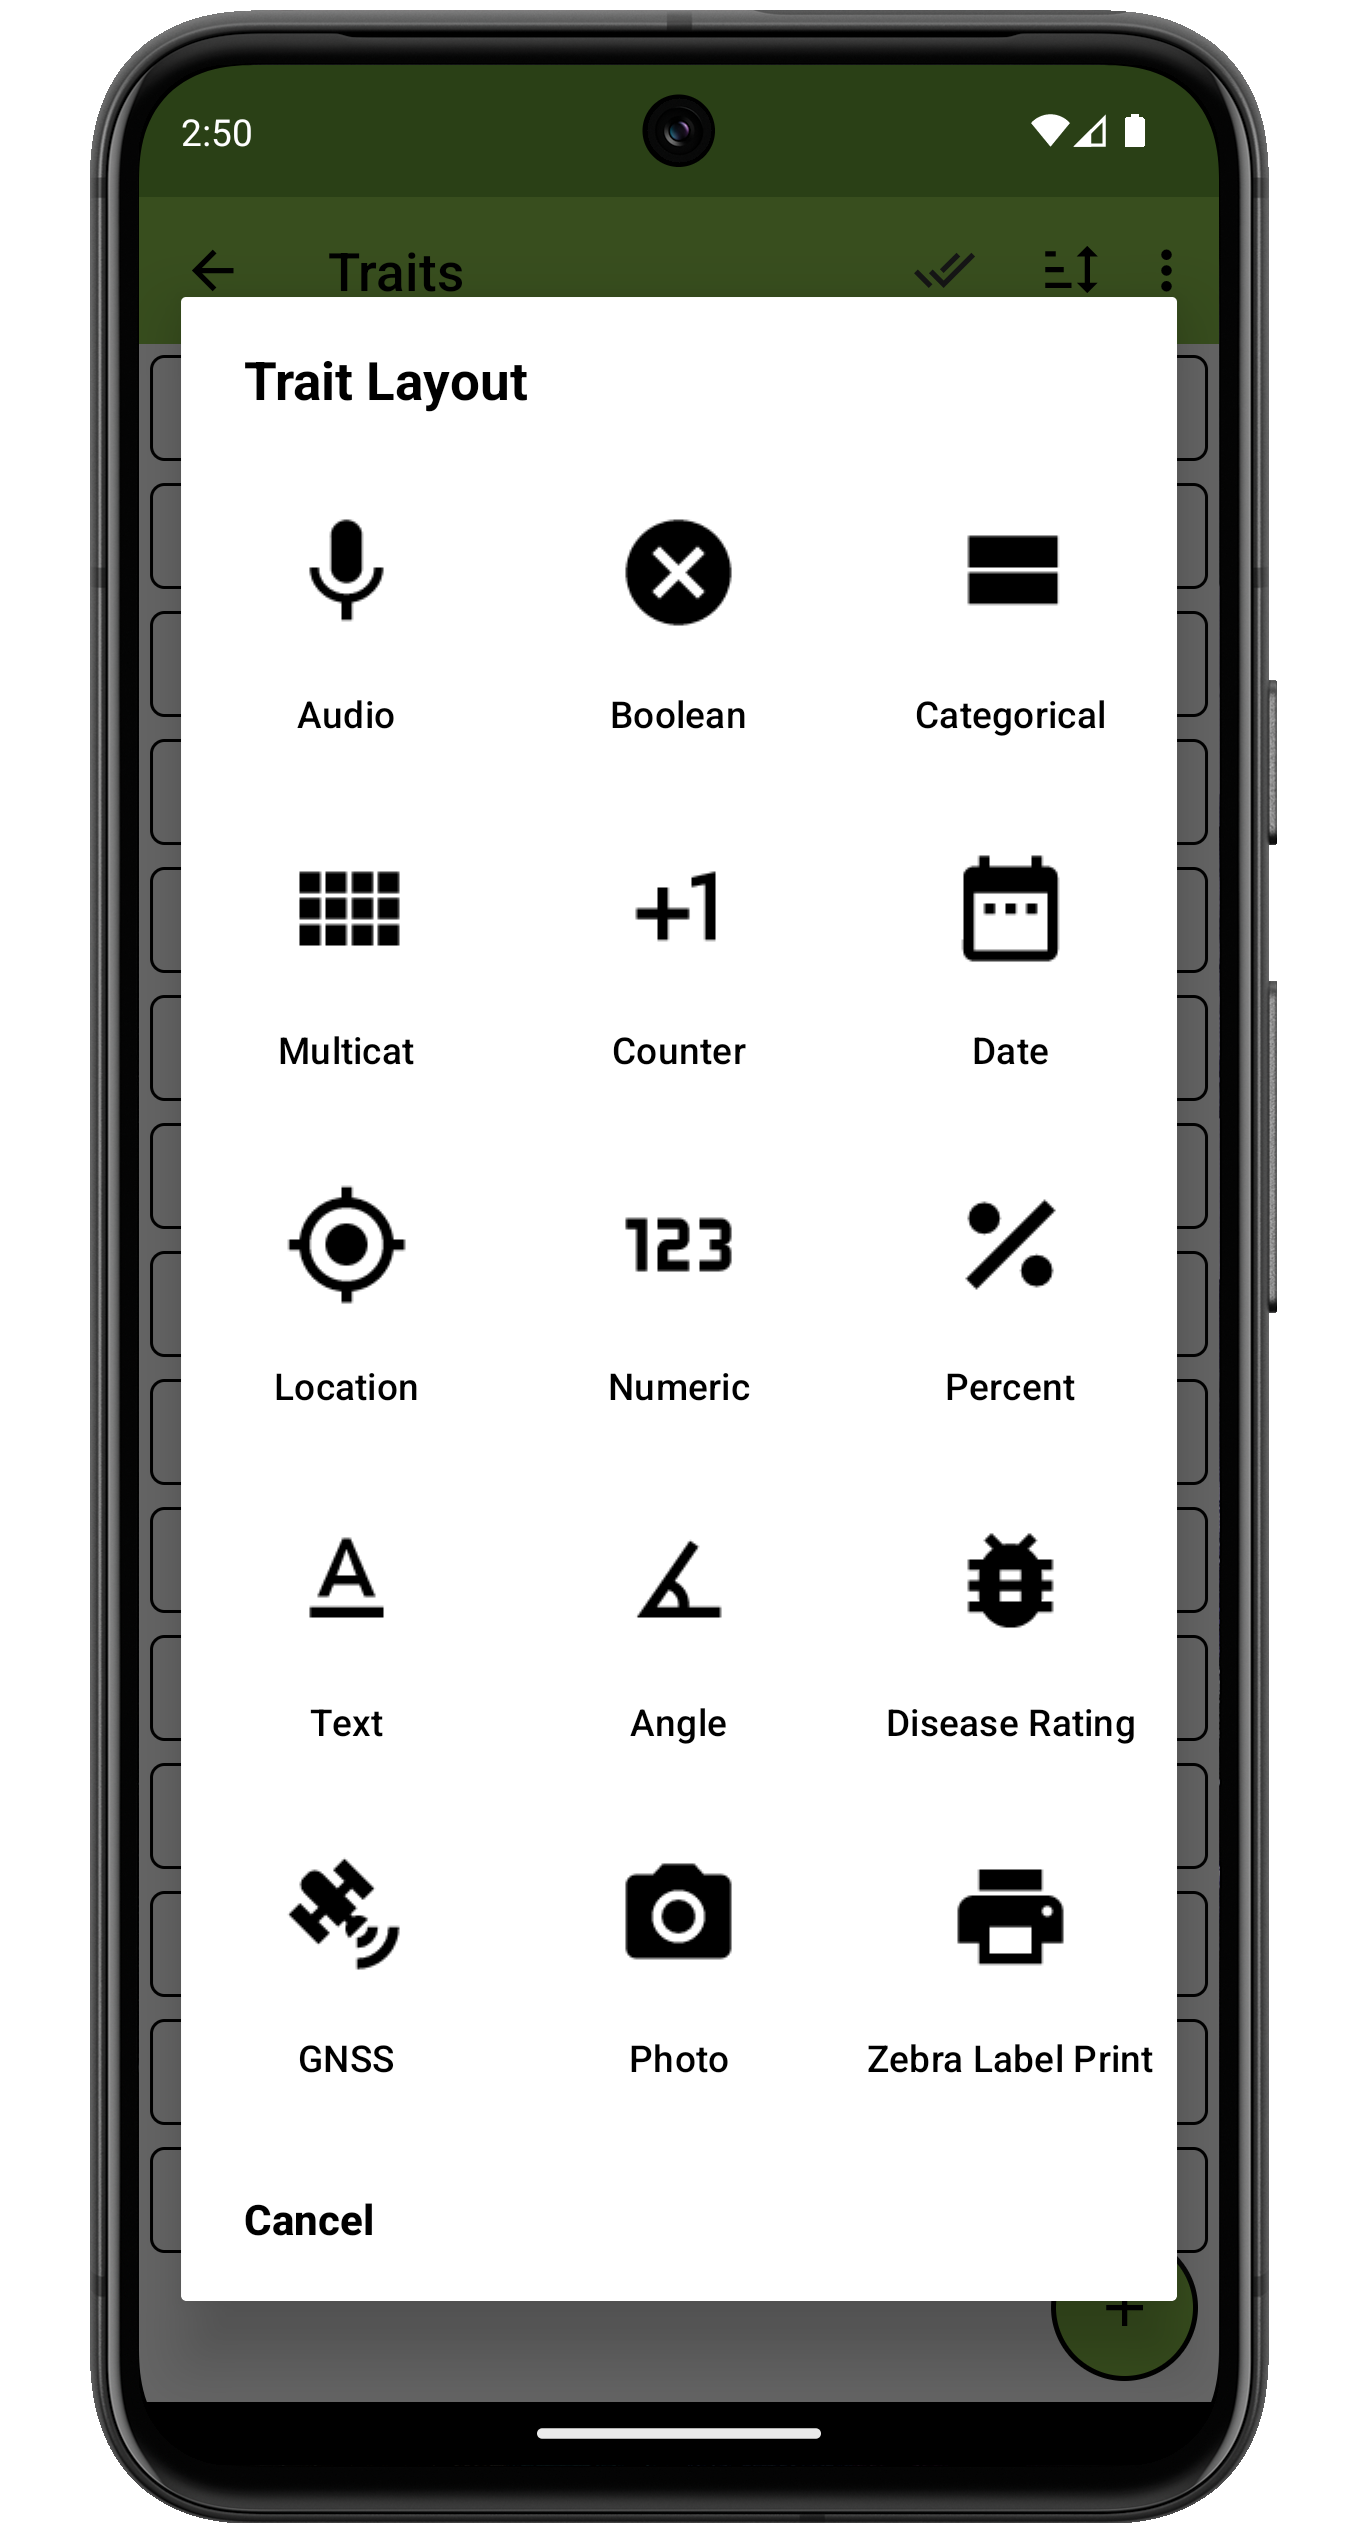 2:50
Traits
Trait Layout
Audio
Boolean
Categorical
Multicat
+1
Counter
Date
Location
123
Numeric
%
Percent
A
Text
Angle
Disease Rating
GNSS
Photo
Zebra Label Print
Cancel